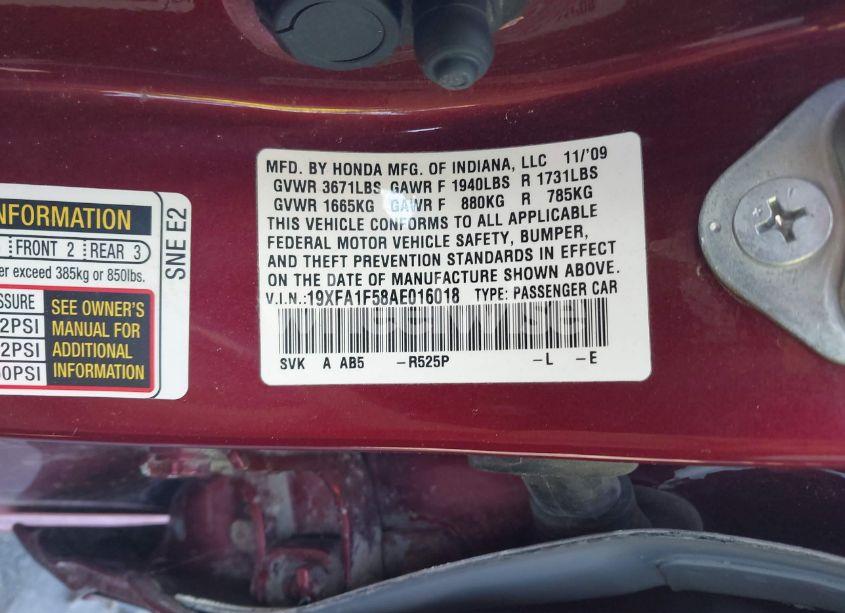 MFD. BY HONDA MFG. OF INDIANA, LLC 11/'09
GVWR 3671LBS GAWR F 1940LBS R 1731LBS
GVWR 1665KG GAWR F 880KG R 785KG
THIS VEHICLE CONFORMS TO ALL APPLICABLE
FEDERAL MOTOR VEHICLE SAFETY, BUMPER,
AND THEFT PREVENTION STANDARDS IN EFFECT
ON THE DATE OF MANUFACTURE SHOWN ABOVE.
V.I.N.:19XFA1F58AE016018 TYPE: PASSENGER CAR
WheelWise
SVK A AB5 -R525P -L -E
INFORMATION
FRONT 2 REAR 3
er exceed 385kg or 850lbs.
SSURE
2PSI
2PSI
0PSI
SEE OWNER'S
MANUAL FOR
ADDITIONAL
INFORMATION
SNE E2